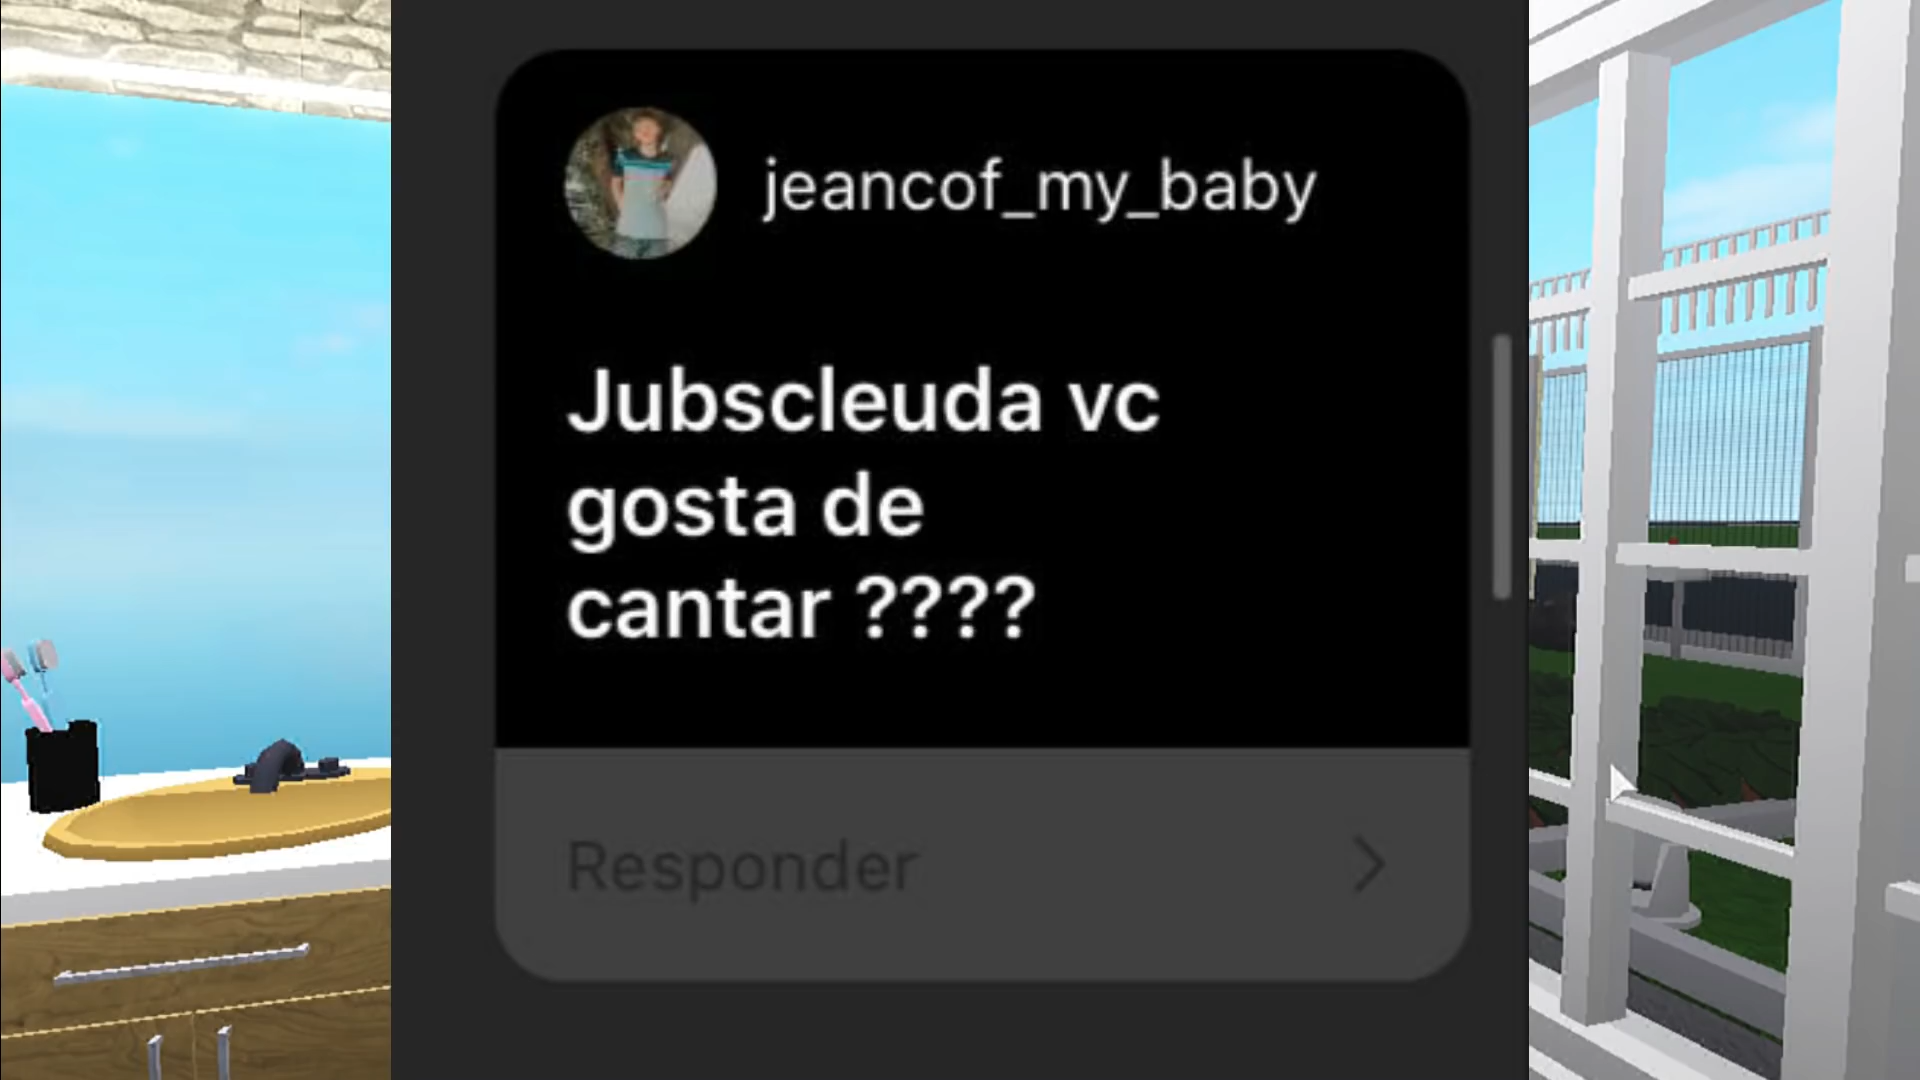 jeancof_my_baby
Jubscleuda vc
gosta de
cantar ????
Responder